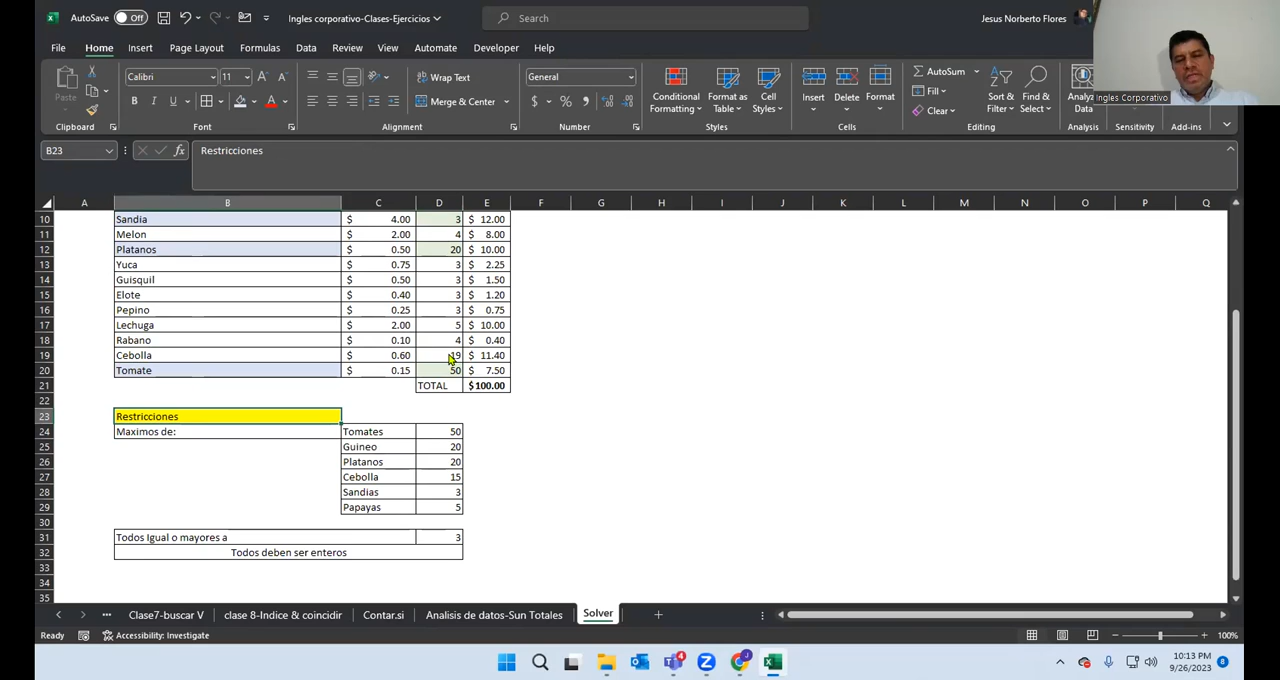 AutoSave Off Ingles corporativo-Clases-Ejercicios Search Jesus Norberto Flores
File Home Insert Page Layout Formulas Data Review View Automate Developer Help
Calibri 11 Wrap Text General AutoSum
Paste B I U Merge & Center $ % Conditional Formatting Format as Table Cell Styles Insert Delete Format Fill Clear Sort & Filter Find & Select Analyz Data
Ingles Corporativo
Clipboard Font Alignment Number Styles Cells Editing Analysis Sensitivity Add-ins
B23 fx Restricciones
A B C D E F G H I J K L M N O P Q
10 Sandia $ 4.00 3 $ 12.00
11 Melon $ 2.00 4 $ 8.00
12 Platanos $ 0.50 20 $ 10.00
13 Yuca $ 0.75 3 $ 2.25
14 Guisquil $ 0.50 3 $ 1.50
15 Elote $ 0.40 3 $ 1.20
16 Pepino $ 0.25 3 $ 0.75
17 Lechuga $ 2.00 5 $ 10.00
18 Rabano $ 0.10 4 $ 0.40
19 Cebolla $ 0.60 19 $ 11.40
20 Tomate $ 0.15 50 $ 7.50
21 TOTAL $ 100.00
22
23 Restricciones
24 Maximos de: Tomates 50
25 Guineo 20
26 Platanos 20
27 Cebolla 15
28 Sandias 3
29 Papayas 5
30
31 Todos Igual o mayores a 3
32 Todos deben ser enteros
33
34
35
Clase7-buscar V clase 8-Indice & coincidir Contar.si Analisis de datos-Sun Totales Solver
Ready Accessibility: Investigate 100%
10:13 PM
9/26/2023 8
4